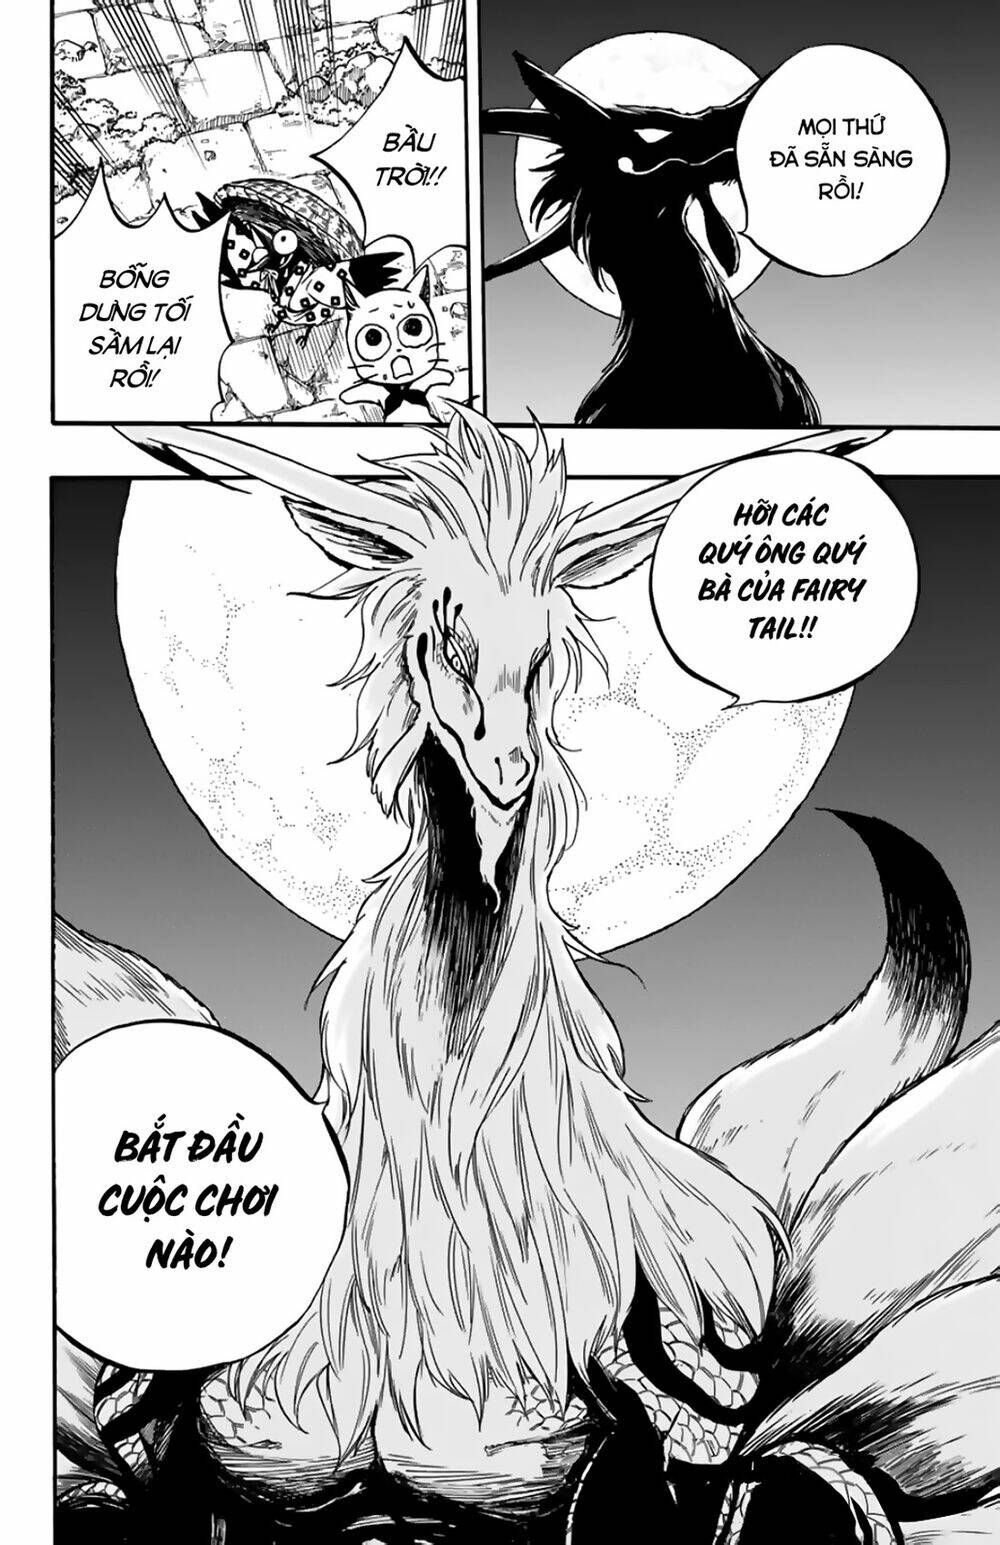 MỌI THỨ
ĐÃ SẴN SÀNG
RỒI!
BẦU
TRỜI!!
BỖNG
DƯNG TỐI
SẦM LẠI
RỒI!
HỠI CÁC
QUÝ ÔNG QUÝ
BÀ CỦA FAIRY
TAIL!!
BẮT ĐẦU
CUỘC CHƠI
NÀO!